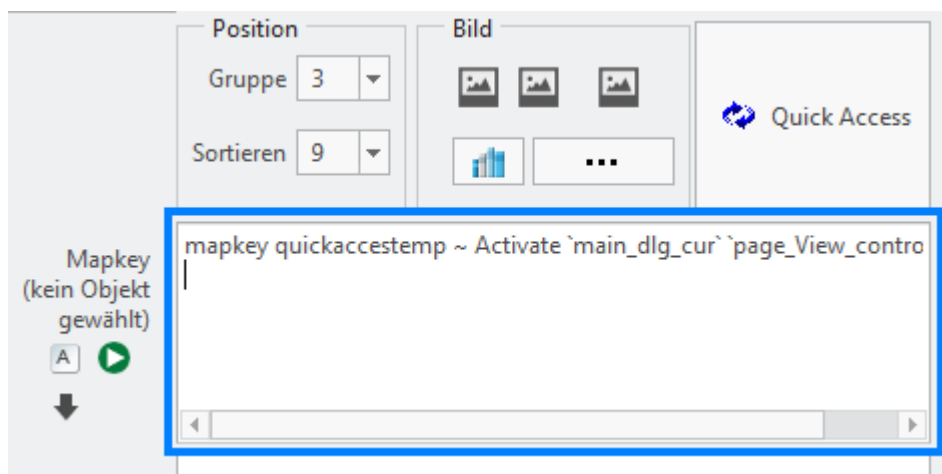 Position
Bild
Gruppe 3
Sortieren 9
...
Quick Access
Mapkey
(kein Objekt
gewählt)
A
mapkey quickaccestemp ~ Activate `main_dlg_cur` `page_View_contro